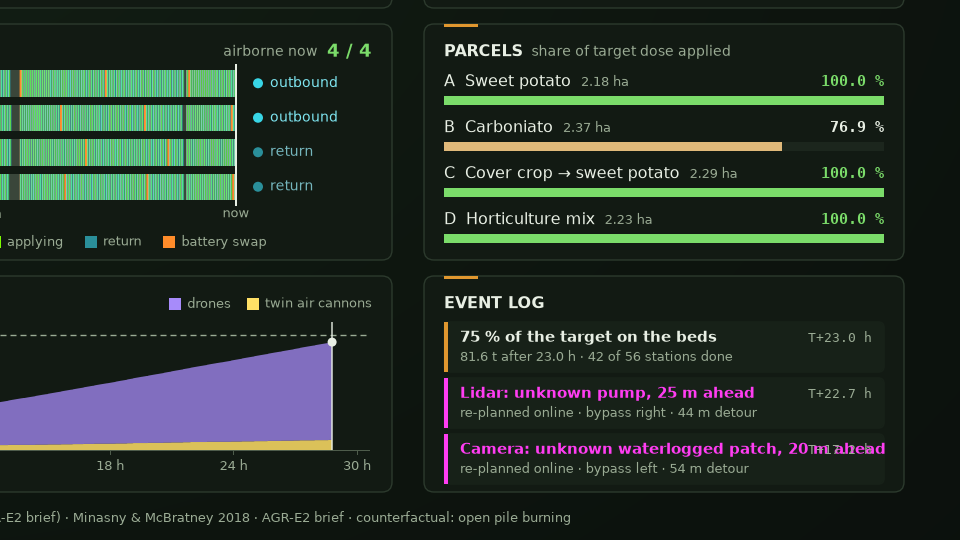 airborne now 4 / 4
outbound
outbound
return
return
now
applying return battery swap
PARCELS share of target dose applied
A Sweet potato 2.18 ha 100.0 %
B Carboniato 2.37 ha 76.9 %
C Cover crop → sweet potato 2.29 ha 100.0 %
D Horticulture mix 2.23 ha 100.0 %
drones twin air cannons
18 h 24 h 30 h
EVENT LOG
75 % of the target on the beds T+23.0 h
81.6 t after 23.0 h · 42 of 56 stations done
Lidar: unknown pump, 25 m ahead T+22.7 h
re-planned online · bypass right · 44 m detour
Camera: unknown waterlogged patch, 20 m ahead
re-planned online · bypass left · 54 m detour
-E2 brief) · Minasny & McBratney 2018 · AGR-E2 brief · counterfactual: open pile burning